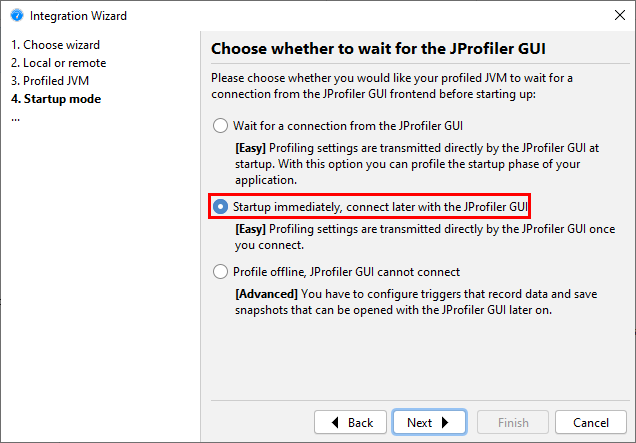 Integration Wizard
1. Choose wizard
2. Local or remote
3. Profiled JVM
4. Startup mode
...
Choose whether to wait for the JProfiler GUI
Please choose whether you would like your profiled JVM to wait for a
connection from the JProfiler GUI frontend before starting up:
Wait for a connection from the JProfiler GUI
[Easy] Profiling settings are transmitted directly by the JProfiler GUI at
startup. With this option you can profile the startup phase of your
application.
Startup immediately, connect later with the JProfiler GUI
[Easy] Profiling settings are transmitted directly by the JProfiler GUI once
you connect.
Profile offline, JProfiler GUI cannot connect
[Advanced] You have to configure triggers that record data and save
snapshots that can be opened with the JProfiler GUI later on.
Back
Next
Finish
Cancel